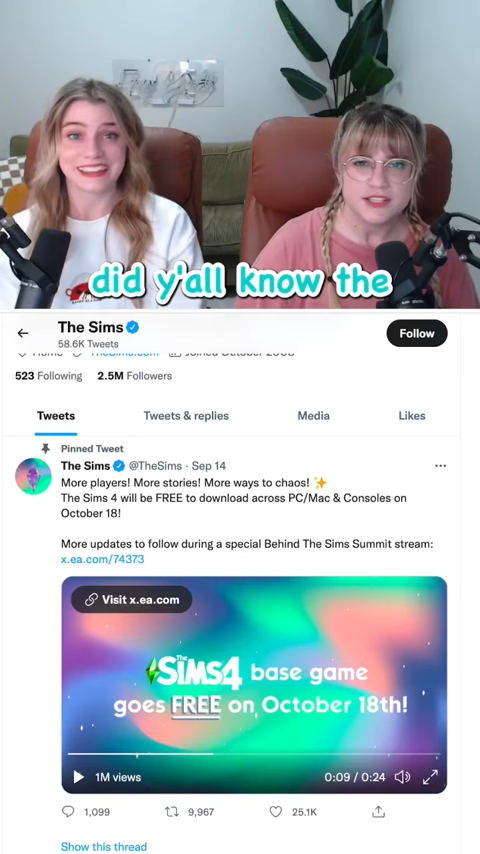 did y'all know the
The Sims
58.6K Tweets
Follow
TheSims.com
523 Following 2.5M Followers
Tweets Tweets & replies Media Likes
Pinned Tweet
The Sims @TheSims · Sep 14
More players! More stories! More ways to chaos! ✨
The Sims 4 will be FREE to download across PC/Mac & Consoles on
October 18!
More updates to follow during a special Behind The Sims Summit stream:
x.ea.com/74373
Visit x.ea.com
The SIMS4 base game
goes FREE on October 18th!
1M views 0:09 / 0:24
1,099 9,967 25.1K
Show this thread